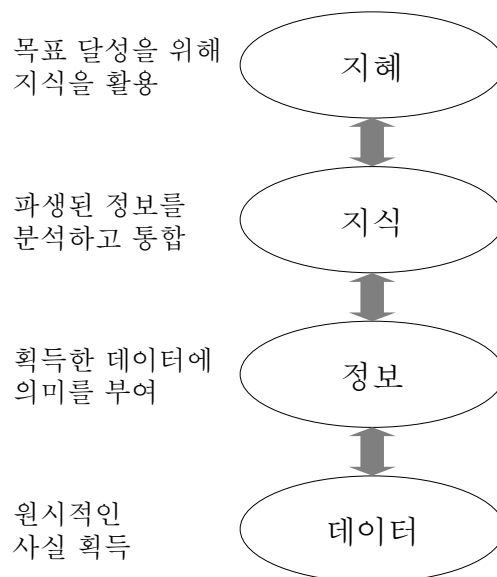 목표 달성을 위해
지식을 활용
지혜
파생된 정보를
분석하고 통합
지식
획득한 데이터에
의미를 부여
정보
원시적인
사실 획득
데이터